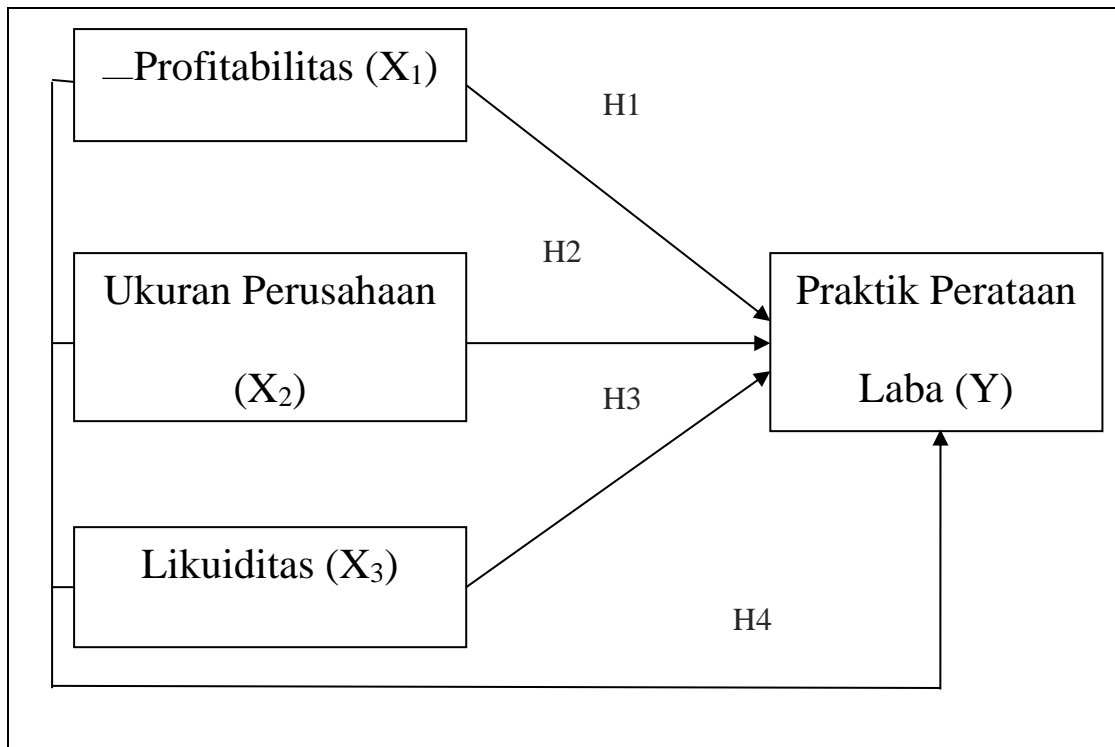 Profitabilitas (X₁)
H1
H2
Ukuran Perusahaan
(X₂)
Praktik Perataan
Laba (Y)
H3
Likuiditas (X₃)
H4